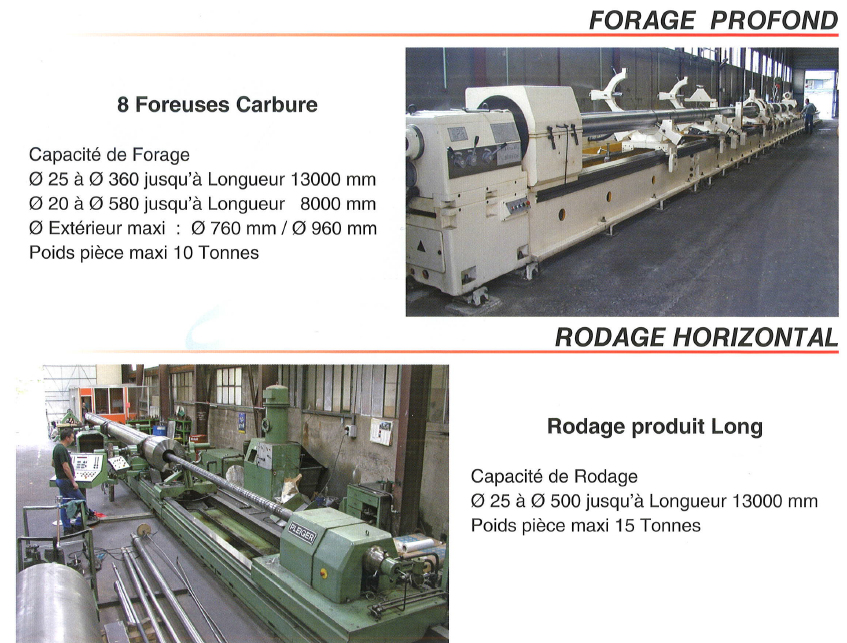 FORAGE PROFOND
8 Foreuses Carbure
Capacité de Forage
Ø 25 à Ø 360 jusqu'à Longueur 13000 mm
Ø 20 à Ø 580 jusqu'à Longueur 8000 mm
Ø Extérieur maxi : Ø 760 mm / Ø 960 mm
Poids pièce maxi 10 Tonnes
RODAGE HORIZONTAL
Rodage produit Long
Capacité de Rodage
Ø 25 à Ø 500 jusqu'à Longueur 13000 mm
Poids pièce maxi 15 Tonnes
PLEIGER